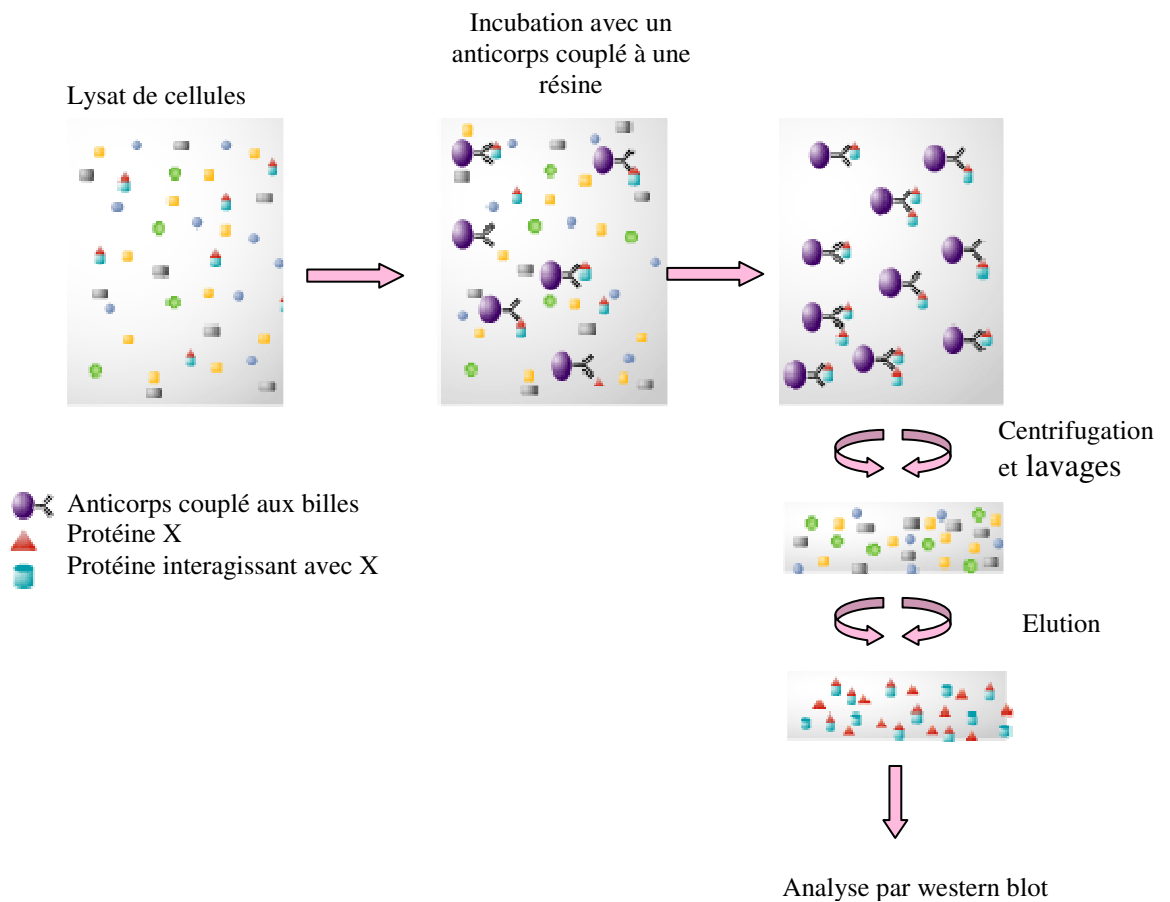 Incubation avec un
anticorps couplé à une
résine
Lysat de cellules
Centrifugation
et lavages
Anticorps couplé aux billes
Protéine X
Protéine interagissant avec X
Elution
Analyse par western blot